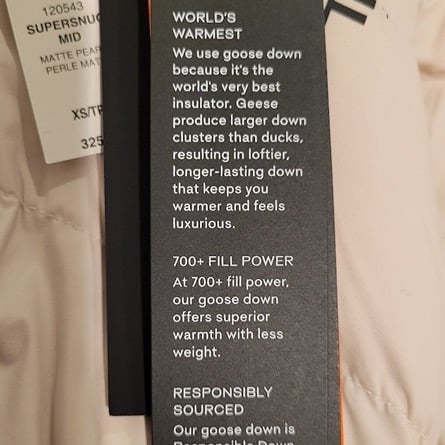 120543
SUPERSNUG
MID
MATTE PEAR
PERLE MAT
XS/TP
325
WORLD'S
WARMEST
We use goose down
because it's the
world's very best
insulator. Geese
produce larger down
clusters than ducks,
resulting in loftier,
longer-lasting down
that keeps you
warmer and feels
luxurious.
700+ FILL POWER
At 700+ fill power,
our goose down
offers superior
warmth with less
weight.
RESPONSIBLY
SOURCED
Our goose down is
Responsible Down